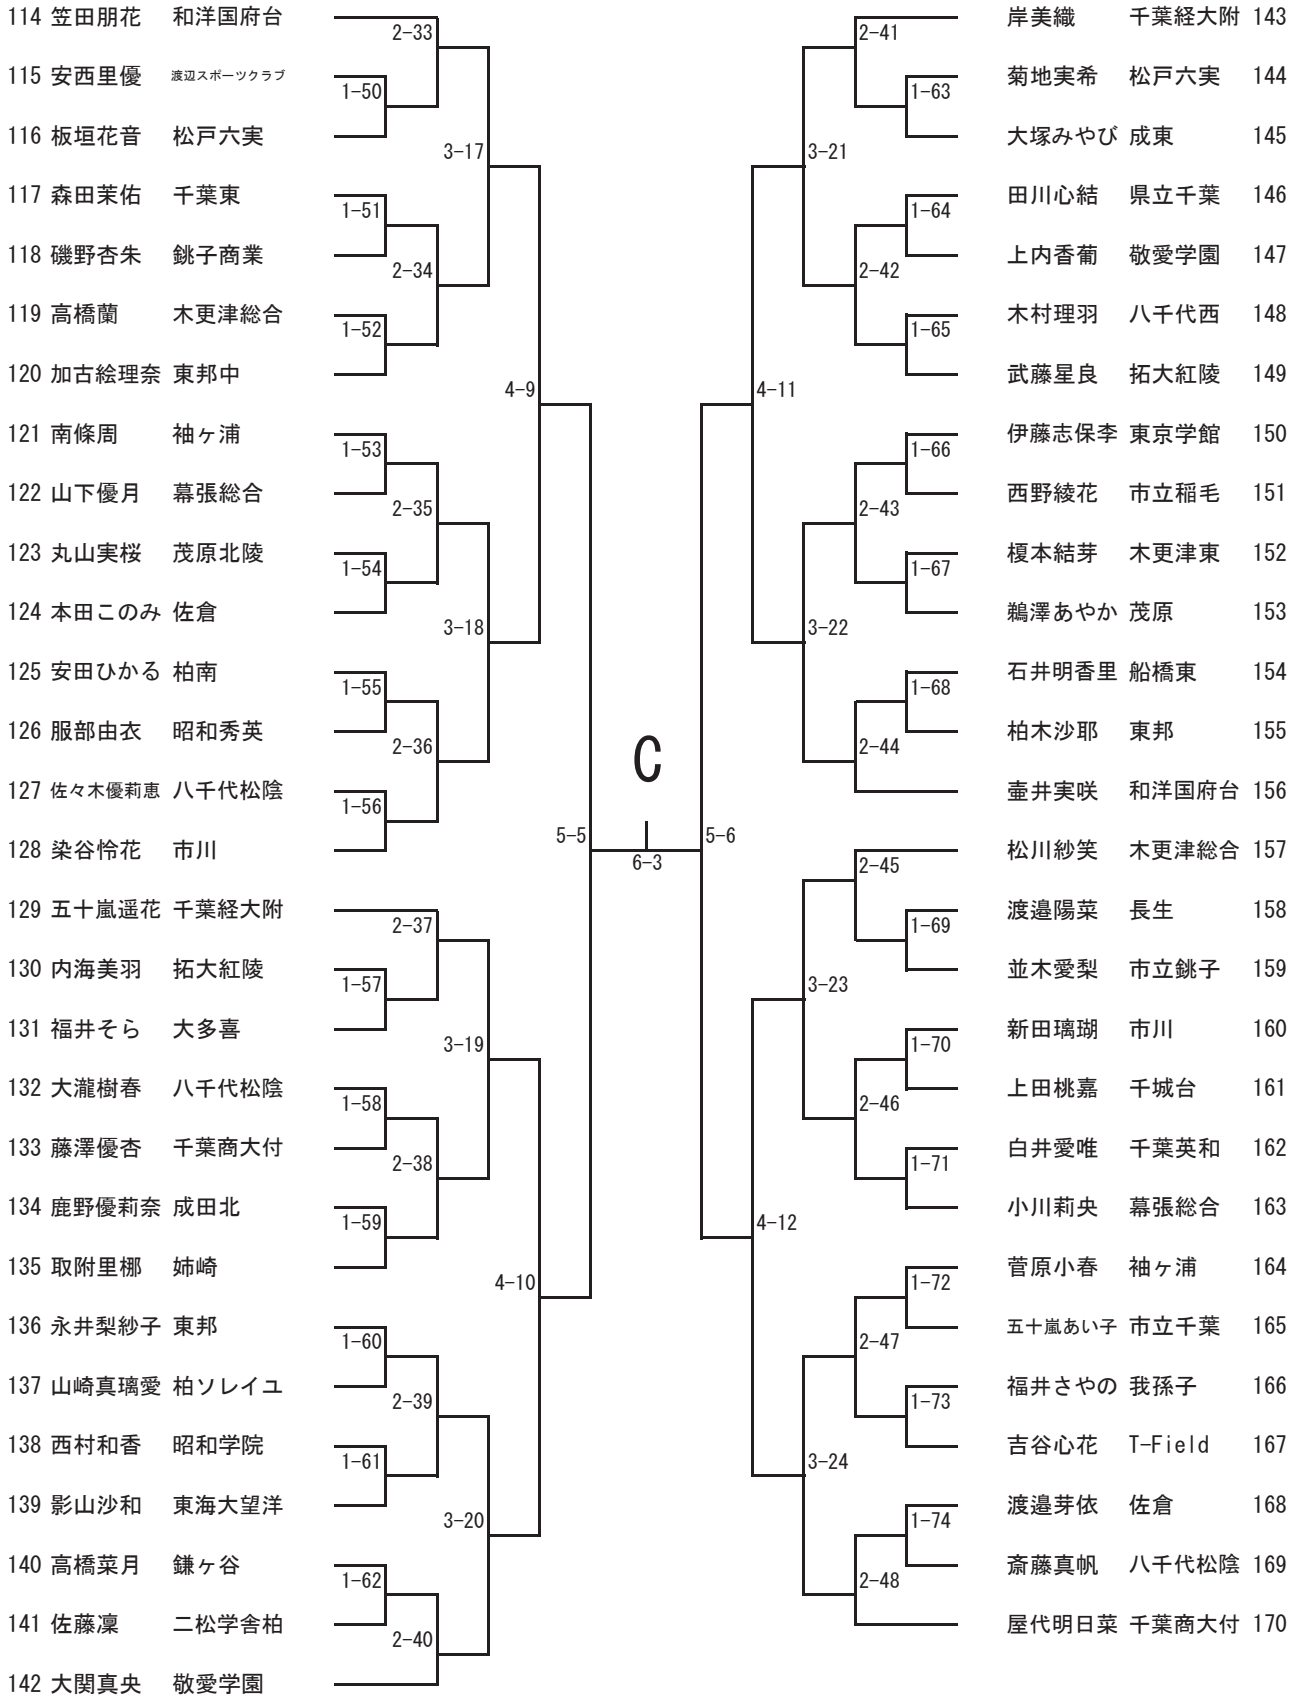 114 笠田朋花 和洋国府台
115 安西里優 渡辺スポーツクラブ
116 板垣花音 松戸六実
117 森田茉佑 千葉東
118 磯野杏朱 銚子商業
119 高橋蘭 木更津総合
120 加古絵理奈 東邦中
121 南條周 袖ヶ浦
122 山下優月 幕張総合
123 丸山実桜 茂原北陵
124 本田このみ 佐倉
125 安田ひかる 柏南
126 服部由衣 昭和秀英
127 佐々木優莉恵 八千代松陰
128 染谷怜花 市川
129 五十嵐遥花 千葉経大附
130 内海美羽 拓大紅陵
131 福井そら 大多喜
132 大瀧樹春 八千代松陰
133 藤澤優杏 千葉商大付
134 鹿野優莉奈 成田北
135 取附里梛 姉崎
136 永井梨紗子 東邦
137 山崎真璃愛 柏ソレイユ
138 西村和香 昭和学院
139 影山沙和 東海大望洋
140 高橋菜月 鎌ヶ谷
141 佐藤凜 二松学舎柏
142 大関真央 敬愛学園
1-50
1-51
1-52
1-53
1-54
1-55
1-56
1-57
1-58
1-59
1-60
1-61
1-62
2-33
2-34
2-35
2-36
2-37
2-38
2-39
2-40
3-17
3-18
3-19
3-20
4-9
4-10
5-5
C
6-3
5-6
4-11
4-12
3-21
3-22
3-23
3-24
2-41
2-42
2-43
2-44
2-45
2-46
2-47
2-48
1-63
1-64
1-65
1-66
1-67
1-68
1-69
1-70
1-71
1-72
1-73
1-74
岸美織 千葉経大附 143
菊地実希 松戸六実 144
大塚みやび 成東 145
田川心結 県立千葉 146
上内香葡 敬愛学園 147
木村理羽 八千代西 148
武藤星良 拓大紅陵 149
伊藤志保李 東京学館 150
西野綾花 市立稲毛 151
榎本結芽 木更津東 152
鵜澤あやか 茂原 153
石井明香里 船橋東 154
柏木沙耶 東邦 155
壷井実咲 和洋国府台 156
松川紗笑 木更津総合 157
渡邉陽菜 長生 158
並木愛梨 市立銚子 159
新田璃瑚 市川 160
上田桃嘉 千城台 161
白井愛唯 千葉英和 162
小川莉央 幕張総合 163
菅原小春 袖ヶ浦 164
五十嵐あい子 市立千葉 165
福井さやの 我孫子 166
吉谷心花 T-Field 167
渡邉芽依 佐倉 168
斎藤真帆 八千代松陰 169
屋代明日菜 千葉商大付 170